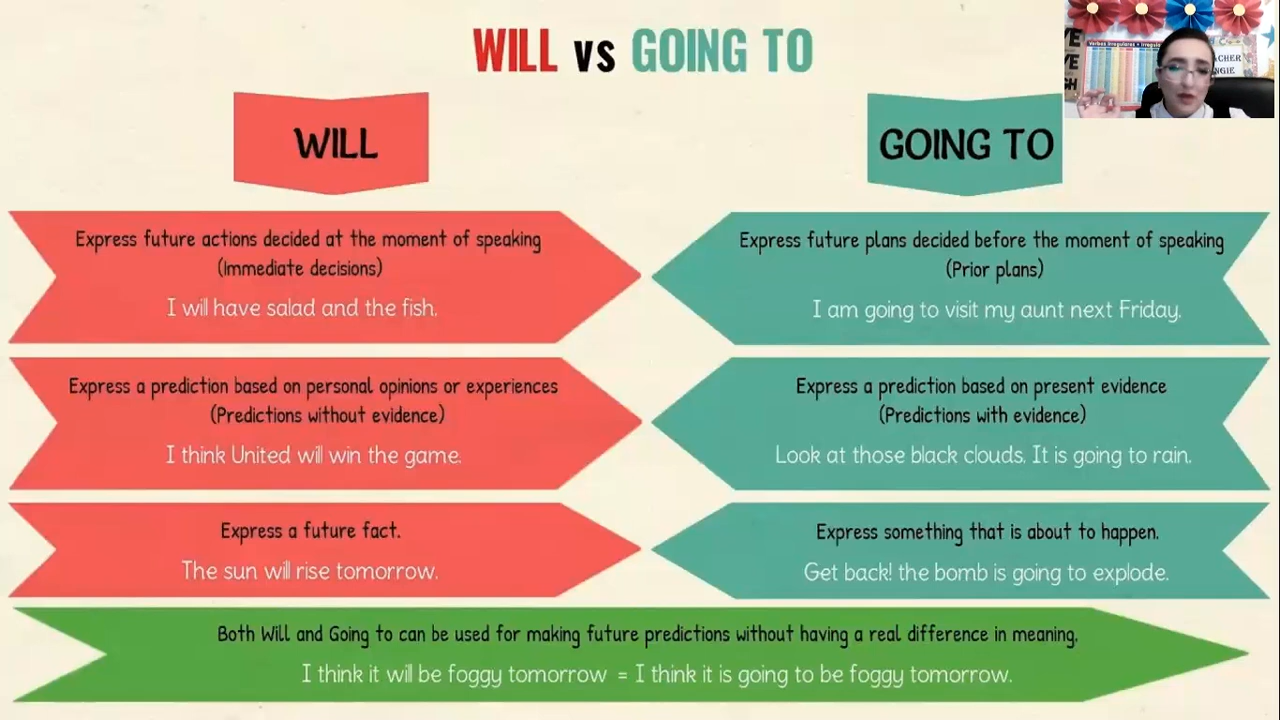 WILL vs GOING TO
WILL
GOING TO
Express future actions decided at the moment of speaking
(Immediate decisions)
I will have salad and the fish.
Express future plans decided before the moment of speaking
(Prior plans)
I am going to visit my aunt next Friday.
Express a prediction based on personal opinions or experiences
(Predictions without evidence)
I think United will win the game.
Express a prediction based on present evidence
(Predictions with evidence)
Look at those black clouds. It is going to rain.
Express a future fact.
The sun will rise tomorrow.
Express something that is about to happen.
Get back! the bomb is going to explode.
Both Will and Going to can be used for making future predictions without having a real difference in meaning.
I think it will be foggy tomorrow = I think it is going to be foggy tomorrow.
Verbos Irregulares